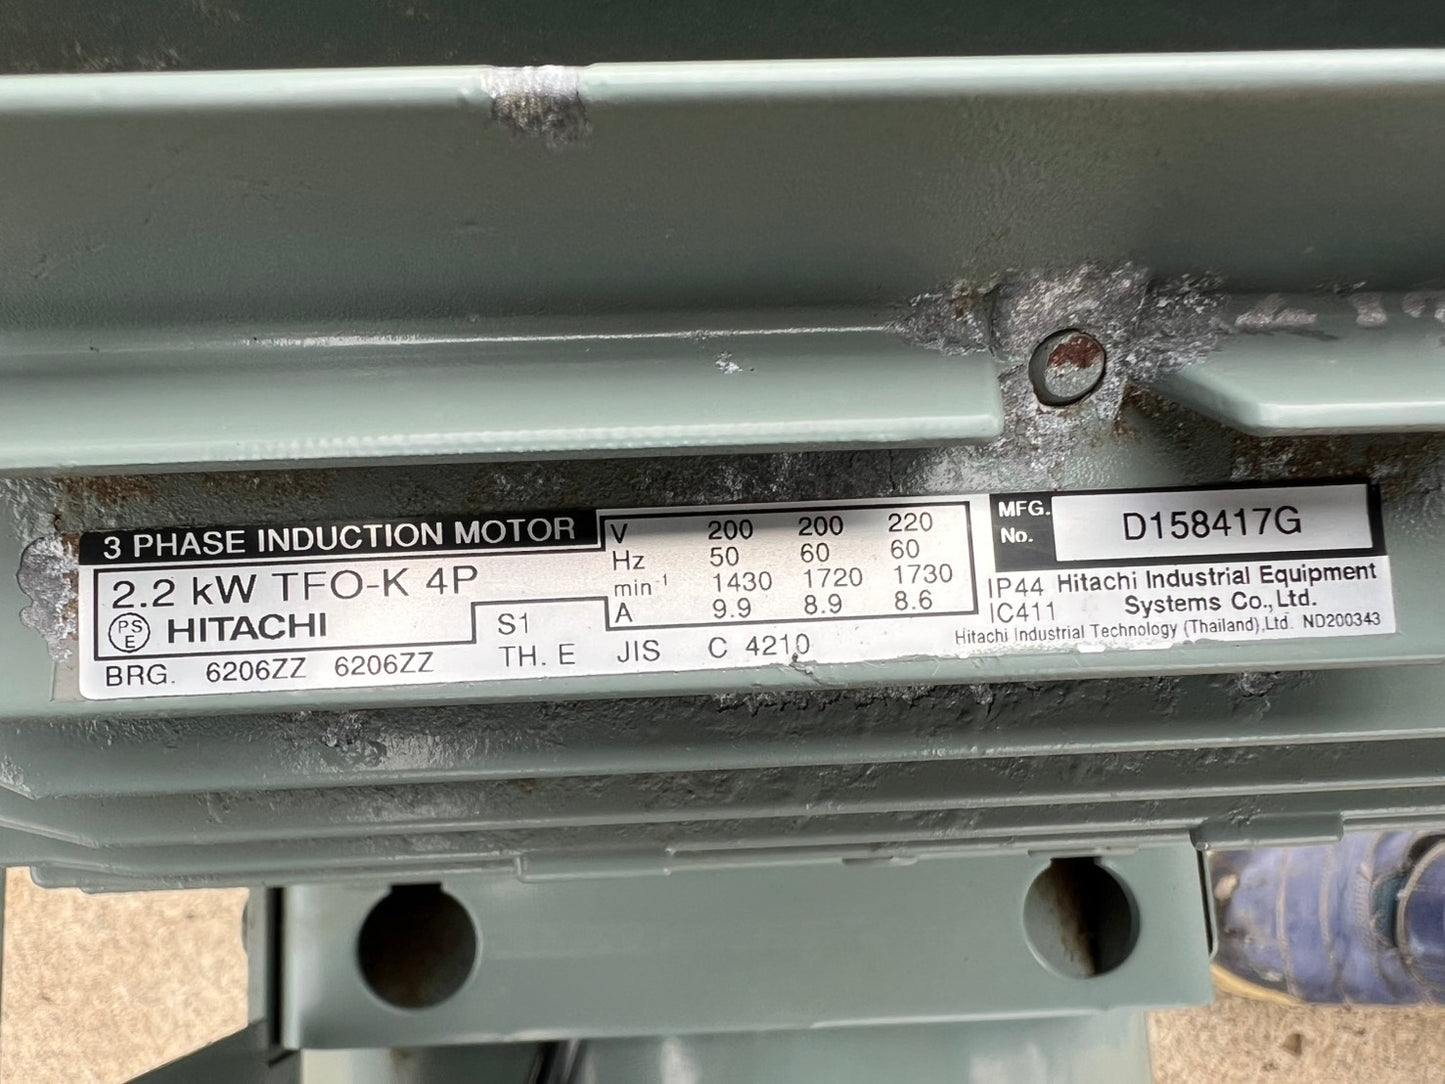 3 PHASE INDUCTION MOTOR
2.2 kW TFO-K 4P
PS
E
HITACHI
BRG. 6206ZZ 6206ZZ
S1
TH. E
V 200 200 220
Hz 50 60 60
min-1 1430 1720 1730
A 9.9 8.9 8.6
JIS C 4210
MFG.
No.
D158417G
IP44
IC411
Hitachi Industrial Equipment
Systems Co.,Ltd.
Hitachi Industrial Technology (Thailand),Ltd. ND200343